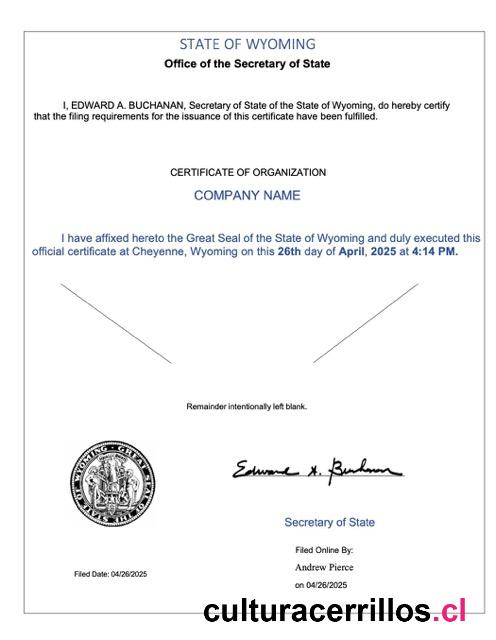 STATE OF WYOMING
Office of the Secretary of State
I, EDWARD A. BUCHANAN, Secretary of State of the State of Wyoming, do hereby certify
that the filing requirements for the issuance of this certificate have been fulfilled.
CERTIFICATE OF ORGANIZATION
COMPANY NAME
I have affixed hereto the Great Seal of the State of Wyoming and duly executed this
official certificate at Cheyenne, Wyoming on this 26th day of April, 2025 at 4:14 PM.
Remainder intentionally left blank.
GREAT SEAL OF THE STATE OF WYOMING
Edward A. Buchanan
Secretary of State
Filed Online By:
Andrew Pierce
Filed Date: 04/26/2025
on 04/26/2025
culturacerrillos.cl